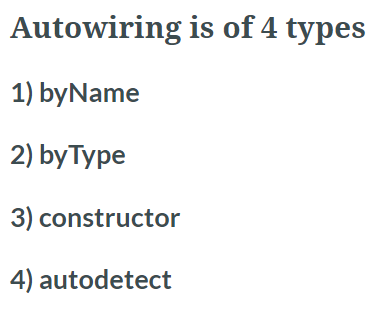 Autowiring is of 4 types
1) byName
2) byType
3) constructor
4) autodetect